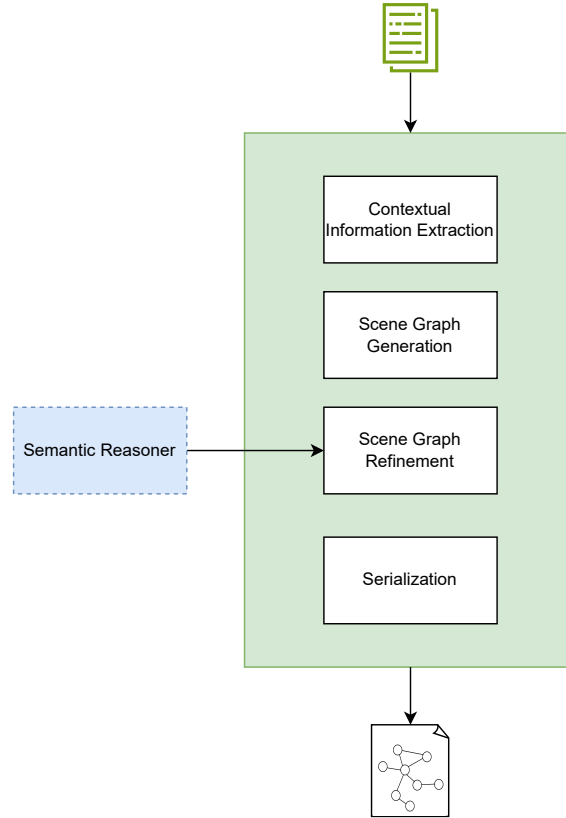 Contextual
Information Extraction
Scene Graph
Generation
Semantic Reasoner
Scene Graph
Refinement
Serialization